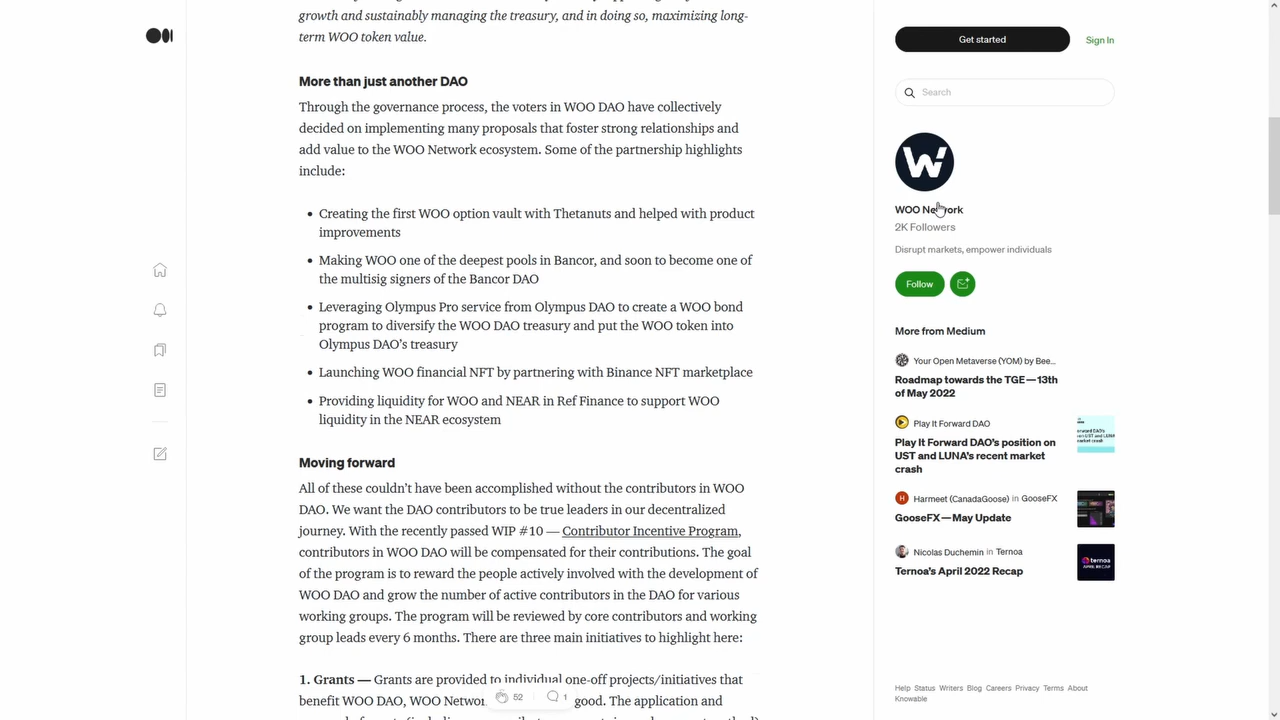 growth and sustainably managing the treasury, and in doing so, maximizing long-
term WOO token value.
More than just another DAO
Through the governance process, the voters in WOO DAO have collectively
decided on implementing many proposals that foster strong relationships and
add value to the WOO Network ecosystem. Some of the partnership highlights
include:
• Creating the first WOO option vault with Thetanuts and helped with product
improvements
• Making WOO one of the deepest pools in Bancor, and soon to become one of
the multisig signers of the Bancor DAO
• Leveraging Olympus Pro service from Olympus DAO to create a WOO bond
program to diversify the WOO DAO treasury and put the WOO token into
Olympus DAO’s treasury
• Launching WOO financial NFT by partnering with Binance NFT marketplace
• Providing liquidity for WOO and NEAR in Ref Finance to support WOO
liquidity in the NEAR ecosystem
Moving forward
All of these couldn’t have been accomplished without the contributors in WOO
DAO. We want the DAO contributors to be true leaders in our decentralized
journey. With the recently passed WIP #10 — Contributor Incentive Program,
contributors in WOO DAO will be compensated for their contributions. The goal
of the program is to reward the people actively involved with the development of
WOO DAO and grow the number of active contributors in the DAO for various
working groups. The program will be reviewed by core contributors and working
group leads every 6 months. There are three main initiatives to highlight here:
1. Grants — Grants are provided to individual one-off projects/initiatives that
benefit WOO DAO, WOO Networ good. The application and
52
1
Get started
Sign In
Search
W
WOO Network
2K Followers
Disrupt markets, empower individuals
Follow
More from Medium
Your Open Metaverse (YOM) by Bee...
Roadmap towards the TGE — 13th
of May 2022
Play It Forward DAO
Play It Forward DAO’s position on
UST and LUNA’s recent market
crash
H Harmeet (CanadaGoose) in GooseFX
GooseFX — May Update
Nicolas Duchemin in Ternoa
Ternoa’s April 2022 Recap
ternoa
APRIL RECAP
Help Status Writers Blog Careers Privacy Terms About
Knowable